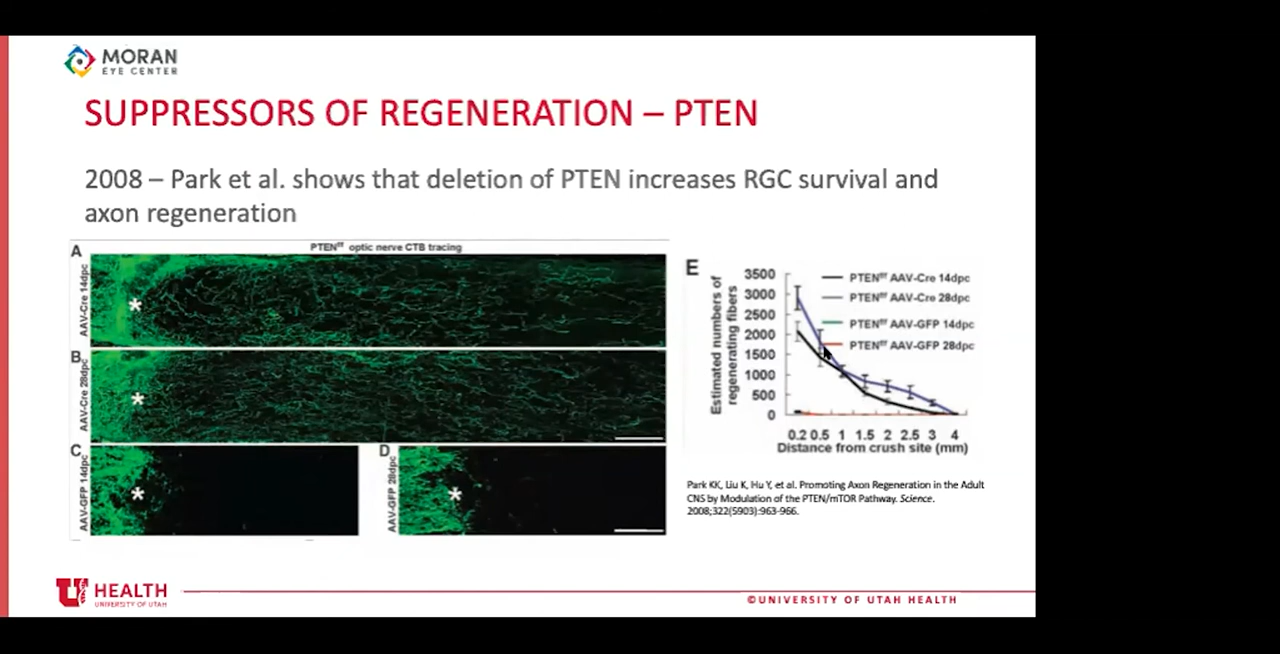 MORAN
EYE CENTER
SUPPRESSORS OF REGENERATION – PTEN
2008 – Park et al. shows that deletion of PTEN increases RGC survival and
axon regeneration
A
PTENf/f optic nerve CTB tracing
AAV-Cre 14dpc
*
B
AAV-Cre 28dpc
*
C
AAV-GFP 14dpc
*
D
AAV-GFP 28dpc
*
E
Estimated numbers of
regenerating fibers
3500
3000
2500
2000
1500
1000
500
0
PTENf/f AAV-Cre 14dpc
PTENf/f AAV-Cre 28dpc
PTENf/f AAV-GFP 14dpc
PTENf/f AAV-GFP 28dpc
0.2 0.5 1 1.5 2 2.5 3 4
Distance from crush site (mm)
Park KK, Liu K, Hu Y, et al. Promoting Axon Regeneration in the Adult
CNS by Modulation of the PTEN/mTOR Pathway. Science.
2008;322(5903):963-966.
U HEALTH
UNIVERSITY OF UTAH
©UNIVERSITY OF UTAH HEALTH